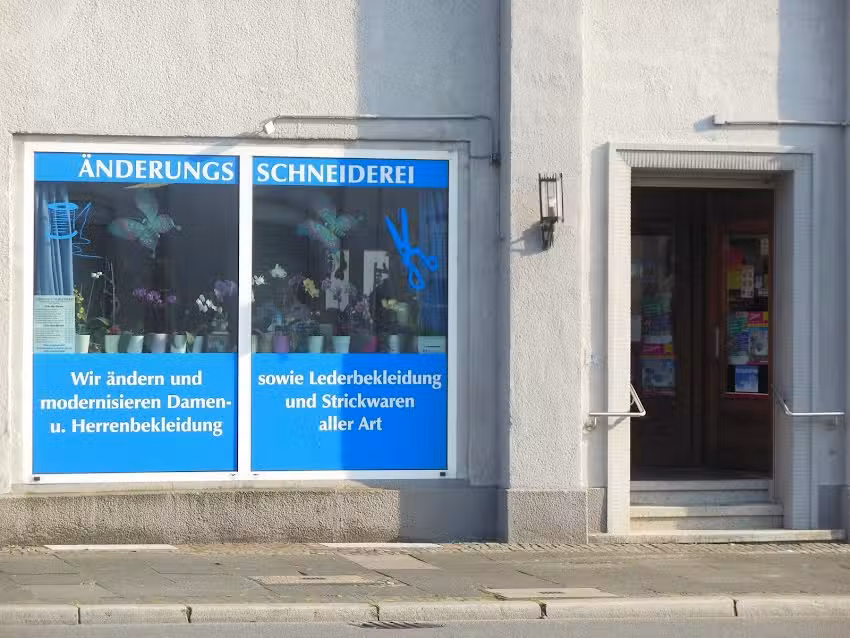 ÄNDERUNGS SCHNEIDEREI
Wir ändern und
modernisieren Damen-
u. Herrenbekleidung
sowie Lederbekleidung
und Strickwaren
aller Art